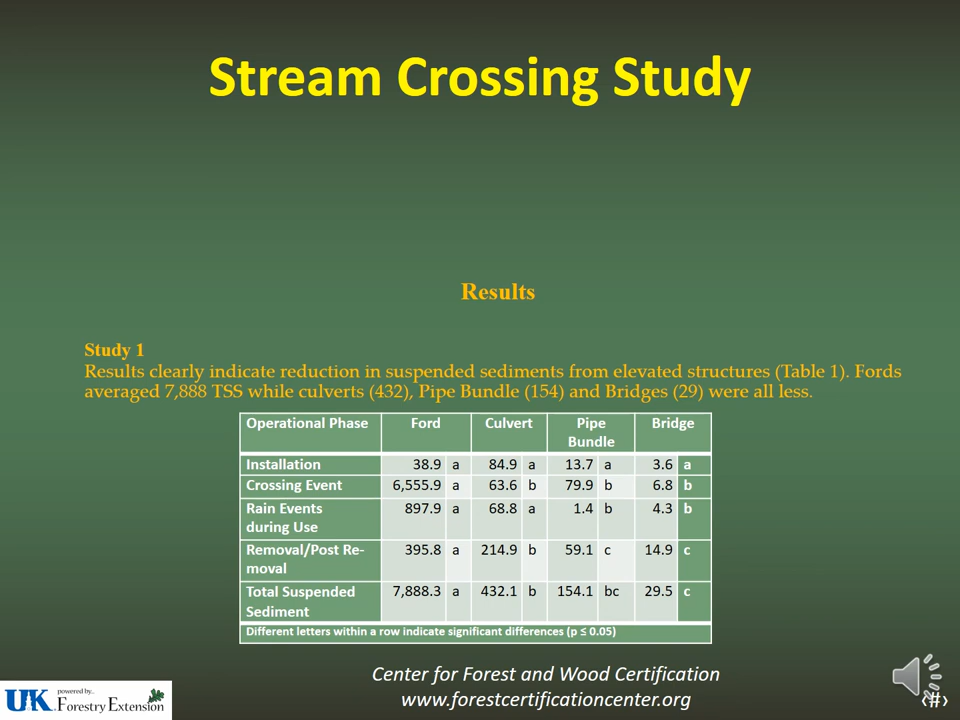 Stream Crossing Study
Results
Study 1
Results clearly indicate reduction in suspended sediments from elevated structures (Table 1). Fords
averaged 7,888 TSS while culverts (432), Pipe Bundle (154) and Bridges (29) were all less.
Operational Phase Ford Culvert Pipe Bundle Bridge
Installation 38.9 a 84.9 a 13.7 a 3.6 a
Crossing Event 6,555.9 a 63.6 b 79.9 b 6.8 b
Rain Events during Use 897.9 a 68.8 a 1.4 b 4.3 b
Removal/Post Re-moval 395.8 a 214.9 b 59.1 c 14.9 c
Total Suspended Sediment 7,888.3 a 432.1 b 154.1 bc 29.5 c
Different letters within a row indicate significant differences (p ≤ 0.05)
Center for Forest and Wood Certification
www.forestcertificationcenter.org
UK powered by.. Forestry Extension
‹#›